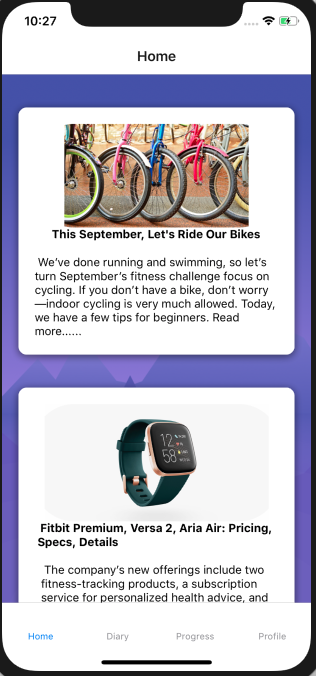 10:27
Home
This September, Let's Ride Our Bikes
We've done running and swimming, so let's
turn September's fitness challenge focus on
cycling. If you don't have a bike, don't worry
—indoor cycling is very much allowed. Today,
we have a few tips for beginners. Read
more......
12
58
Fitbit Premium, Versa 2, Aria Air: Pricing,
Specs, Details
The company's new offerings include two
fitness-tracking products, a subscription
service for personalized health advice, and
Home Diary Progress Profile